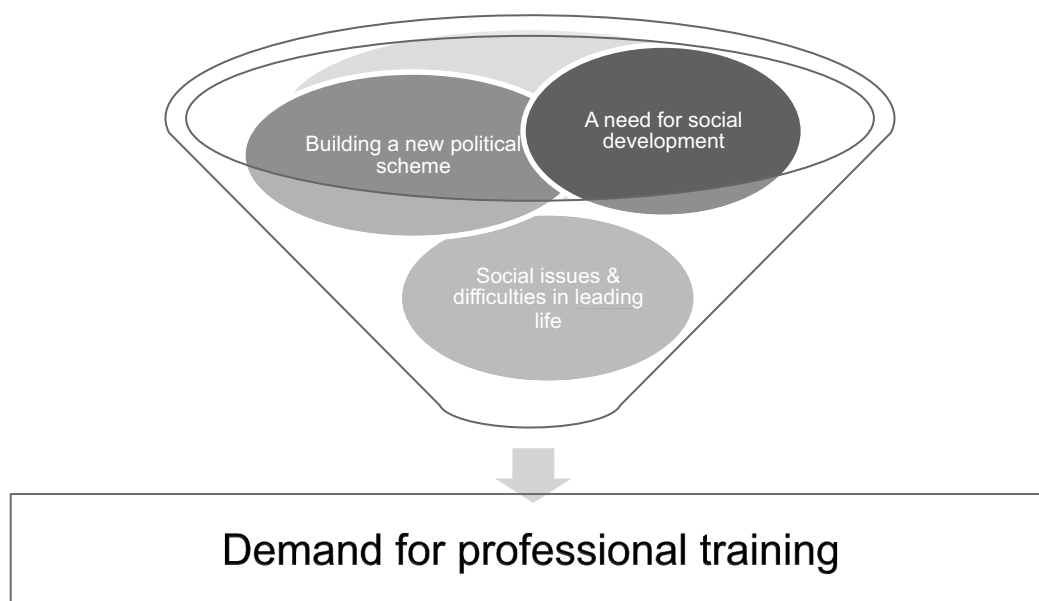 Building a new political
scheme
A need for social
development
Social issues &
difficulties in leading
life
Demand for professional training